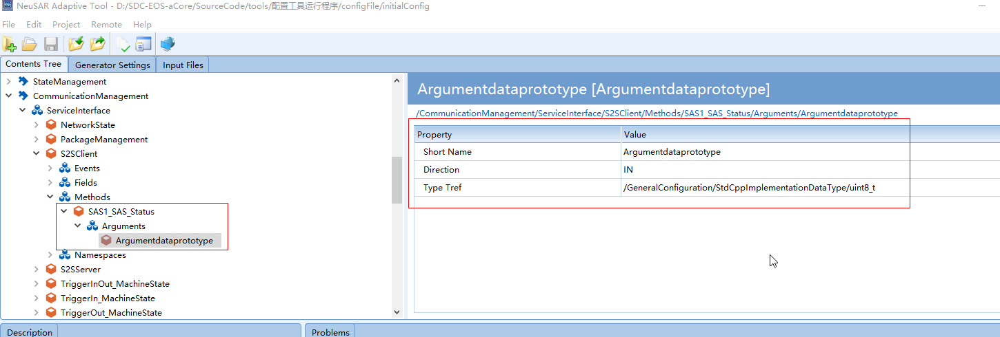 NeuSAR Adaptive Tool - D:/SDC-EOS-aCore/SourceCode/tools/配置工具运行程序/configFile/initialConfig
File Edit Project Remote Help
Contents Tree Generator Settings Input Files
StateManagement
CommunicationManagement
ServiceInterface
NetworkState
PackageManagement
S2SClient
Events
Fields
Methods
SAS1_SAS_Status
Arguments
Argumentdataprototype
Namespaces
S2SServer
TriggerInOut_MachineState
TriggerIn_MachineState
TriggerOut_MachineState
Argumentdataprototype [Argumentdataprototype]
/CommunicationManagement/ServiceInterface/S2SClient/Methods/SAS1_SAS_Status/Arguments/Argumentdataprototype
Property Value
Short Name Argumentdataprototype
Direction IN
Type Tref /GeneralConfiguration/StdCppImplementationDataType/uint8_t
Description
Problems